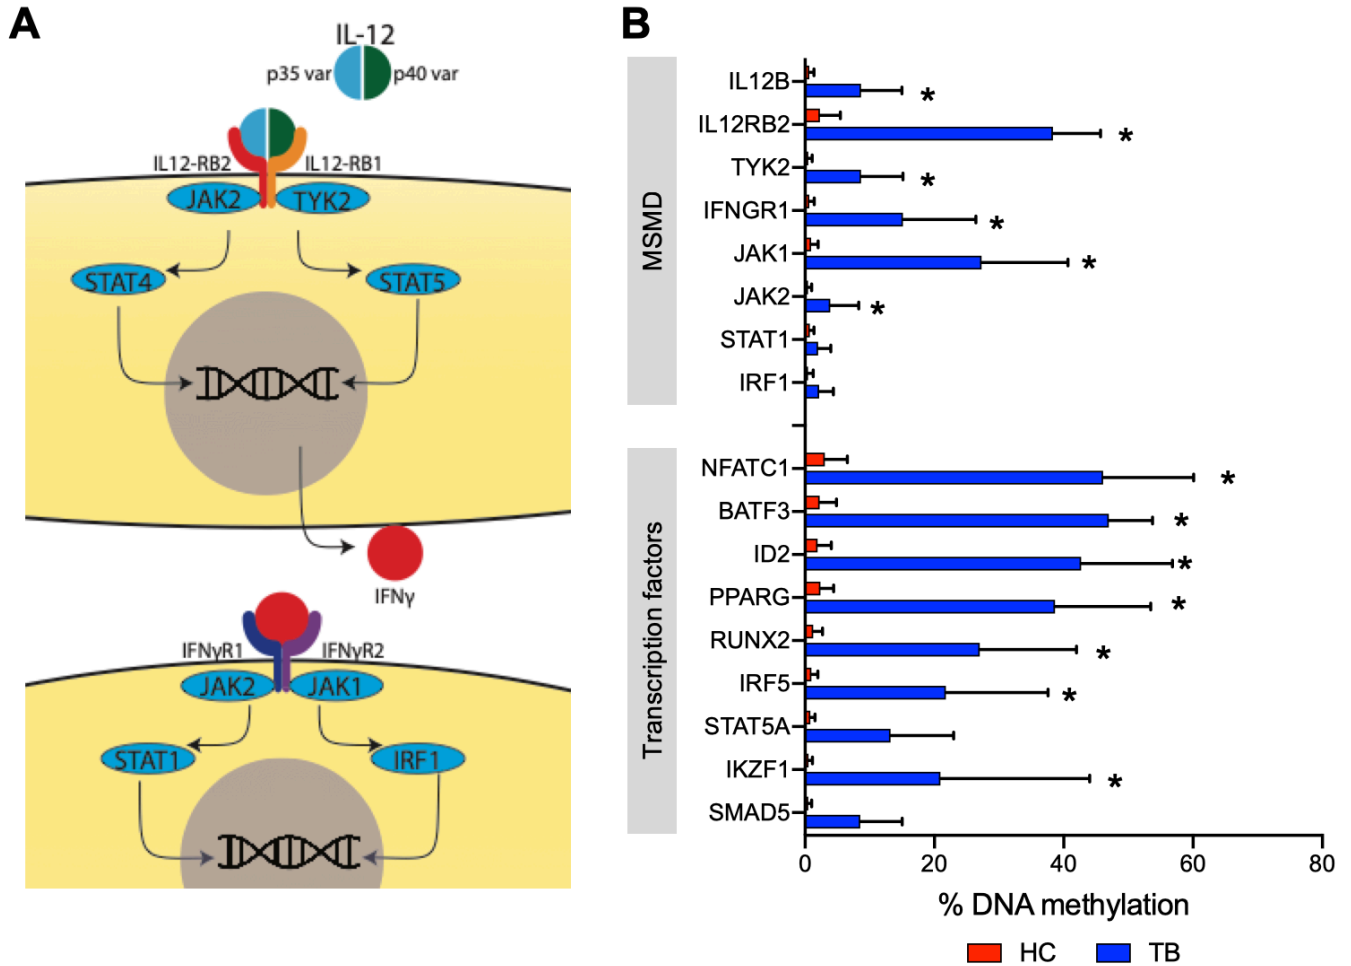 A
IL-12
p35 var
p40 var
IL12-RB2
IL12-RB1
JAK2
TYK2
STAT4
STAT5
IFNγ
IFNγR1
IFNγR2
JAK2
JAK1
STAT1
IRF1
B
MSMD
IL12B
*
IL12RB2
*
TYK2
*
IFNGR1
*
JAK1
*
JAK2
*
STAT1
IRF1
Transcription factors
NFATC1
*
BATF3
*
ID2
*
PPARG
*
RUNX2
*
IRF5
*
STAT5A
IKZF1
*
SMAD5
0 20 40 60 80
% DNA methylation
HC TB